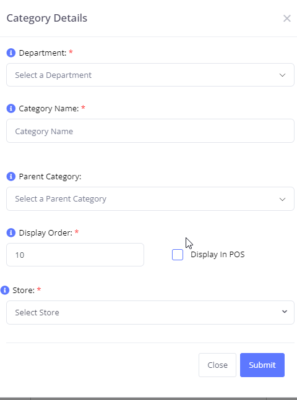 Category Details
Department: *
Select a Department
Category Name: *
Category Name
Parent Category:
Select a Parent Category
Display Order: *
10
Display In POS
Store: *
Select Store
Close
Submit